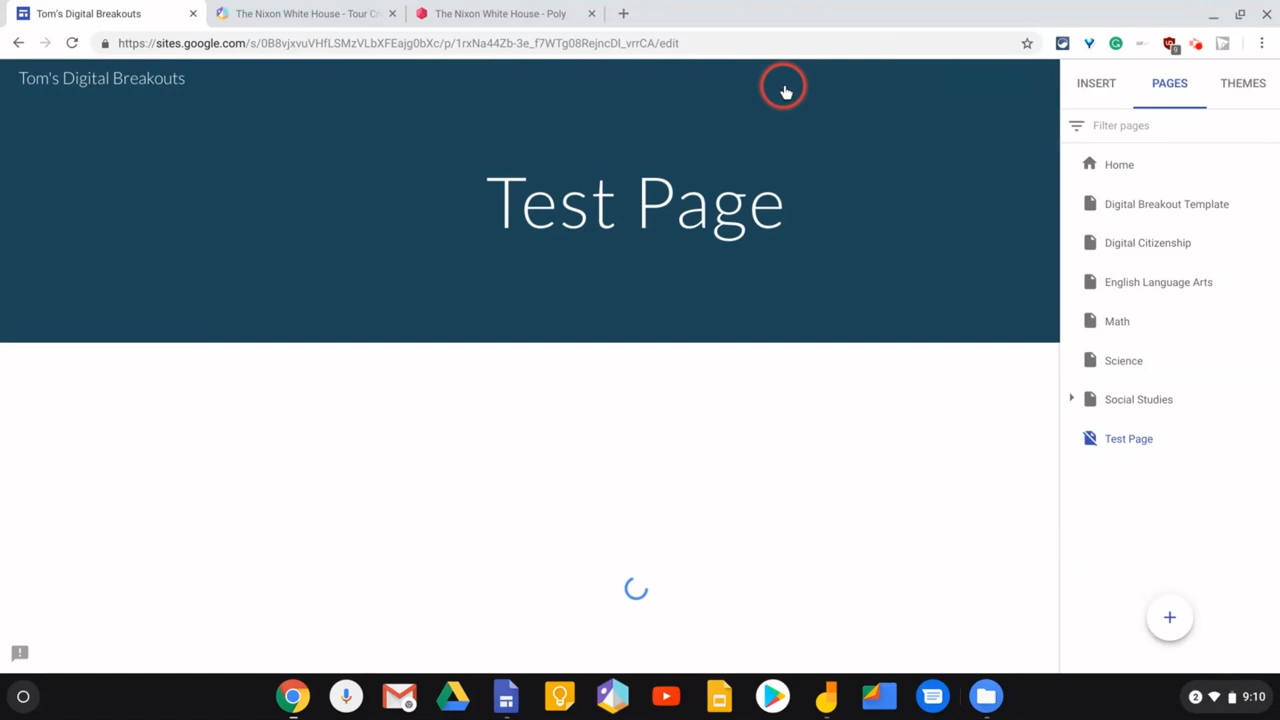 Tom's Digital Breakouts
The Nixon White House - Tour Cr
The Nixon White House - Poly
https://sites.google.com/s/0B8vjxvuVHfLSMzVLbXFEajg0bXc/p/1rxNa44Zb-3e_f7WTg08RejncDI_vrrCA/edit
9
Tom's Digital Breakouts
Test Page
INSERT
PAGES
THEMES
Filter pages
Home
Digital Breakout Template
Digital Citizenship
English Language Arts
Math
Science
Social Studies
Test Page
2
9:10